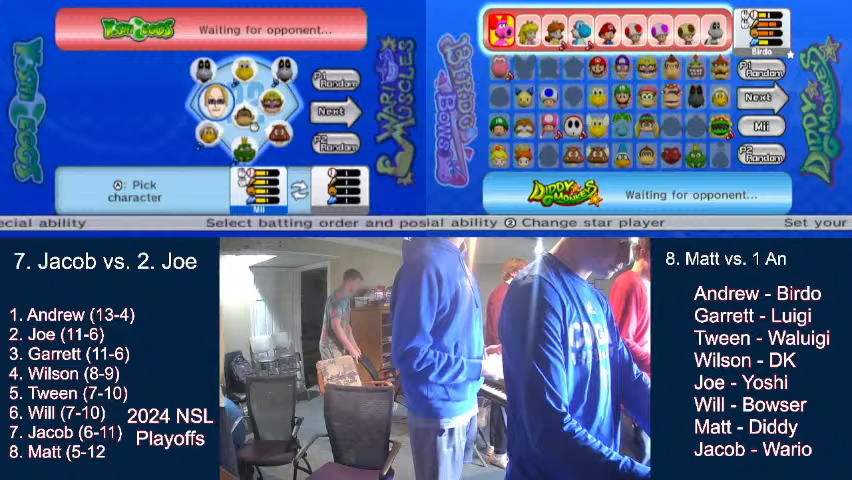 YOSHI EGGS
Waiting for opponent...
P1 Random
Next
P2 Random
YOSHI EGGS
WARIO MUSCLES
Ⓐ: Pick character
Mii
ecial ability
Select batting order and pos
Birdo
BIRDO BOWS
DIDDY MONKEYS
P1 Random
Next
Mii
P2 Random
DIDDY MONKEYS
Waiting for opponent...
ial ability ② Change star player
Set your
7. Jacob vs. 2. Joe
1. Andrew (13-4)
2. Joe (11-6)
3. Garrett (11-6)
4. Wilson (8-9)
5. Tween (7-10)
6. Will (7-10)
7. Jacob (6-11)
8. Matt (5-12
2024 NSL
Playoffs
8. Matt vs. 1 An
Andrew - Birdo
Garrett - Luigi
Tween - Waluigi
Wilson - DK
Joe - Yoshi
Will - Bowser
Matt - Diddy
Jacob - Wario